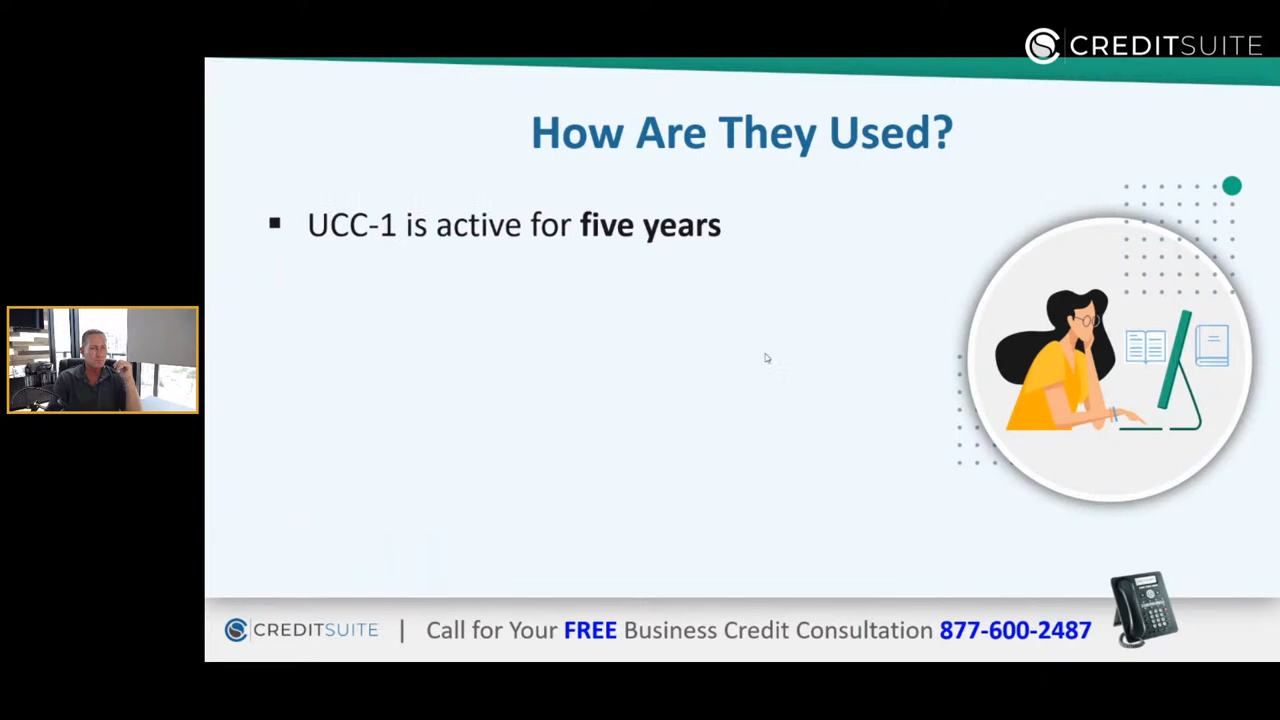 CREDITSUITE
How Are They Used?
▪ UCC-1 is active for five years
CREDITSUITE | Call for Your FREE Business Credit Consultation 877-600-2487